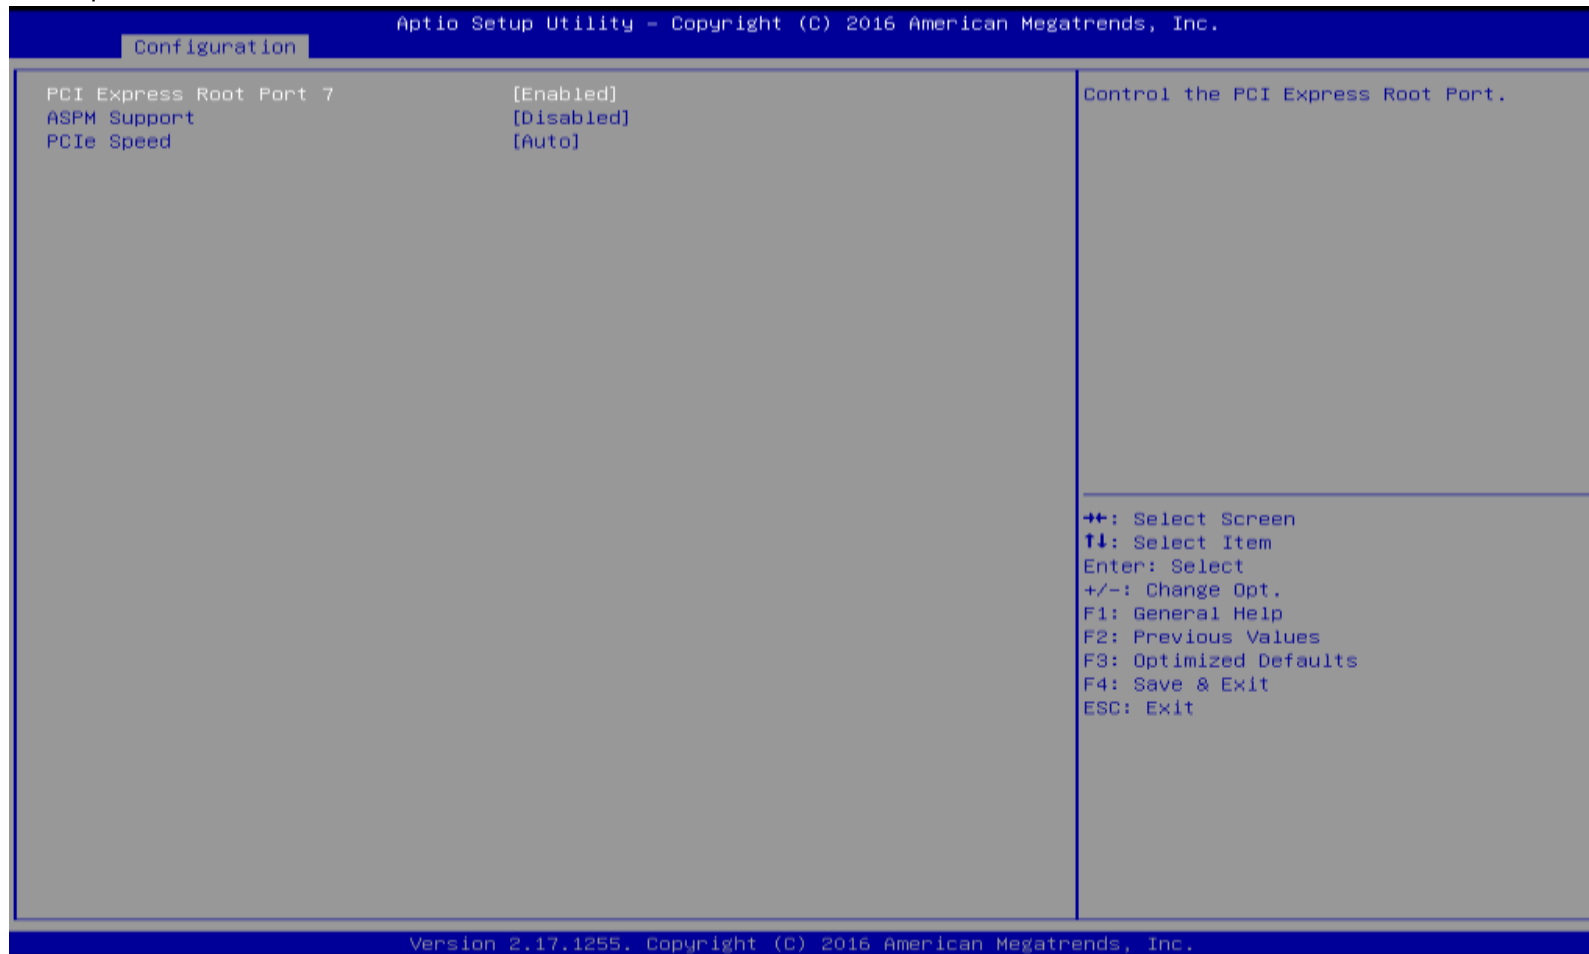 Aptio Setup Utility – Copyright (C) 2016 American Megatrends, Inc.
Configuration
PCI Express Root Port 7 [Enabled]
ASPM Support [Disabled]
PCIe Speed [Auto]
Control the PCI Express Root Port.
→←: Select Screen
↑↓: Select Item
Enter: Select
+/-: Change Opt.
F1: General Help
F2: Previous Values
F3: Optimized Defaults
F4: Save & Exit
ESC: Exit
Version 2.17.1255. Copyright (C) 2016 American Megatrends, Inc.